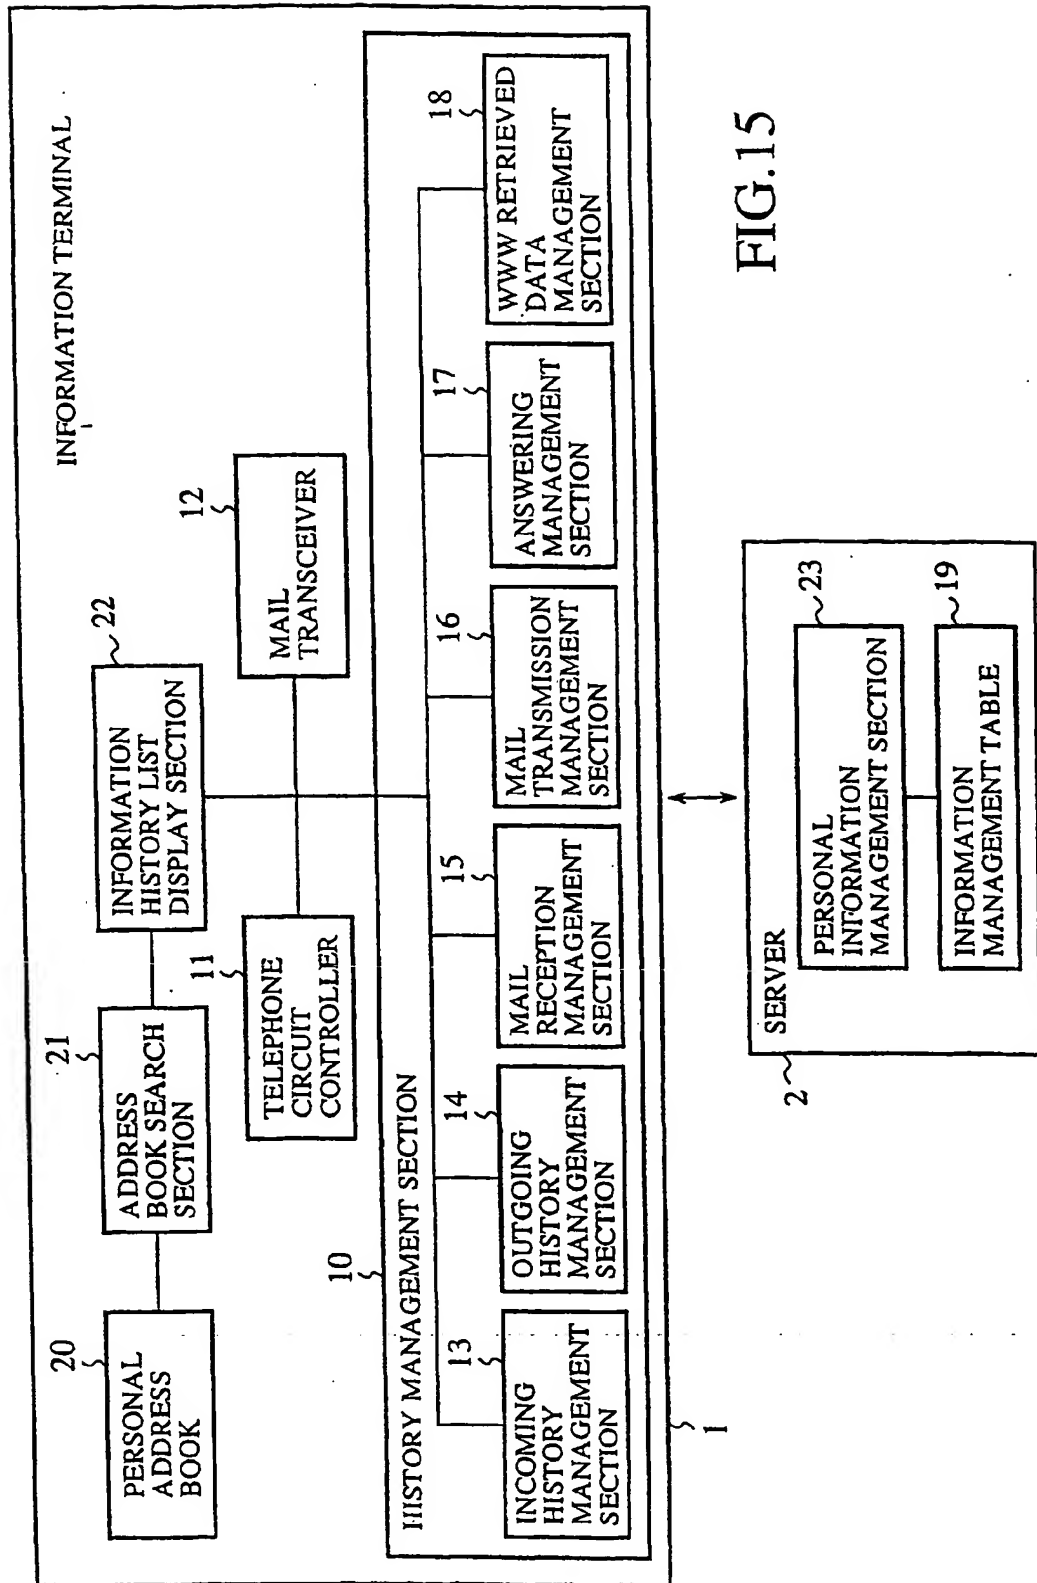 INFORMATION TERMINAL
20
PERSONAL
ADDRESS
BOOK
21
ADDRESS
BOOK SEARCH
SECTION
22
INFORMATION
HISTORY LIST
DISPLAY SECTION
11
TELEPHONE
CIRCUIT
CONTROLLER
12
MAIL
TRANSCEIVER
10
HISTORY MANAGEMENT SECTION
13
INCOMING
HISTORY
MANAGEMENT
SECTION
14
OUTGOING
HISTORY
MANAGEMENT
SECTION
15
MAIL
RECEPTION
MANAGEMENT
SECTION
16
MAIL
TRANSMISSION
MANAGEMENT
SECTION
17
ANSWERING
MANAGEMENT
SECTION
18
WWW RETRIEVED
DATA
MANAGEMENT
SECTION
1
2
SERVER
23
PERSONAL
INFORMATION
MANAGEMENT SECTION
19
INFORMATION
MANAGEMENT TABLE
FIG.15